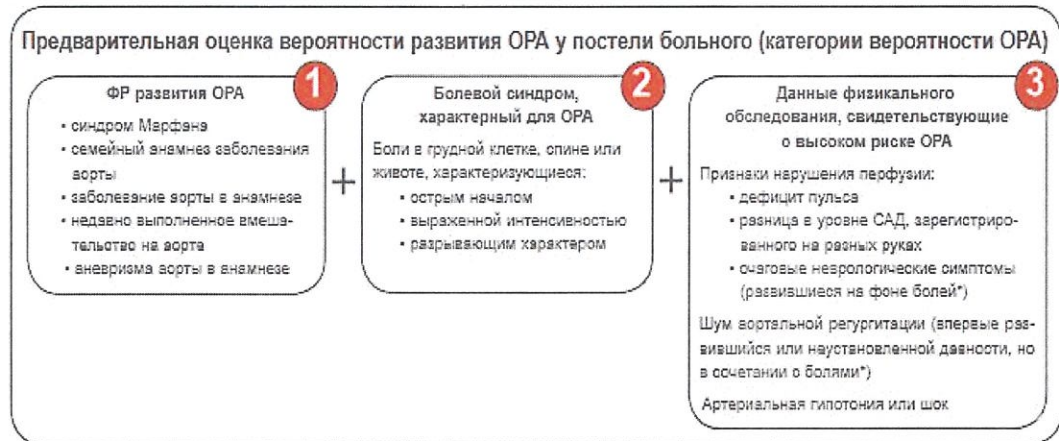 Предварительная оценка вероятности развития ОРА у постели больного (категории вероятности ОРА)
1
ФР развития ОРА
• синдром Марфана
• семейный анамнез заболевания
аорты
• заболевание аорты в анамнезе
• недавно выполненное вмеша-
тельство на аорте
• аневризма аорты в анамнезе
+
2
Болевой синдром,
характерный для ОРА
Боли в грудной клетке, спине или
животе, характеризующиеся:
• острым началом
• выраженной интенсивностью
• разрывающим характером
+
3
Данные физикального
обследования, свидетельствующие
о высоком риске ОРА
Признаки нарушения перфузии:
• дефицит пульса
• разница в уровне САД, зарегистриро-
ванного на разных руках
• очаговые неврологические симптомы
(развившиеся на фоне болей*)
Шум аортальной регургитации (впервые раз-
вившийся или неустановленной давности, но
в сочетании с болями*)
Артериальная гипотония или шок